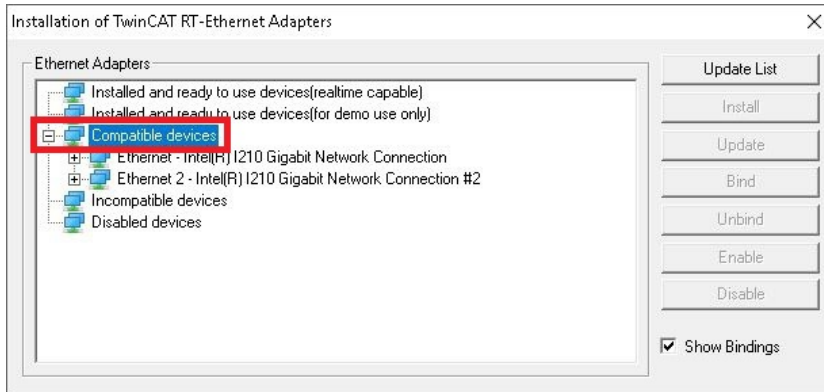 Installation of TwinCAT RT-Ethernet Adapters
Ethernet Adapters
Installed and ready to use devices(realtime capable)
Installed and ready to use devices(for demo use only)
Compatible devices
Ethernet - Intel(R) I210 Gigabit Network Connection
Ethernet 2 - Intel(R) I210 Gigabit Network Connection #2
Incompatible devices
Disabled devices
Update List
Install
Update
Bind
Unbind
Enable
Disable
Show Bindings